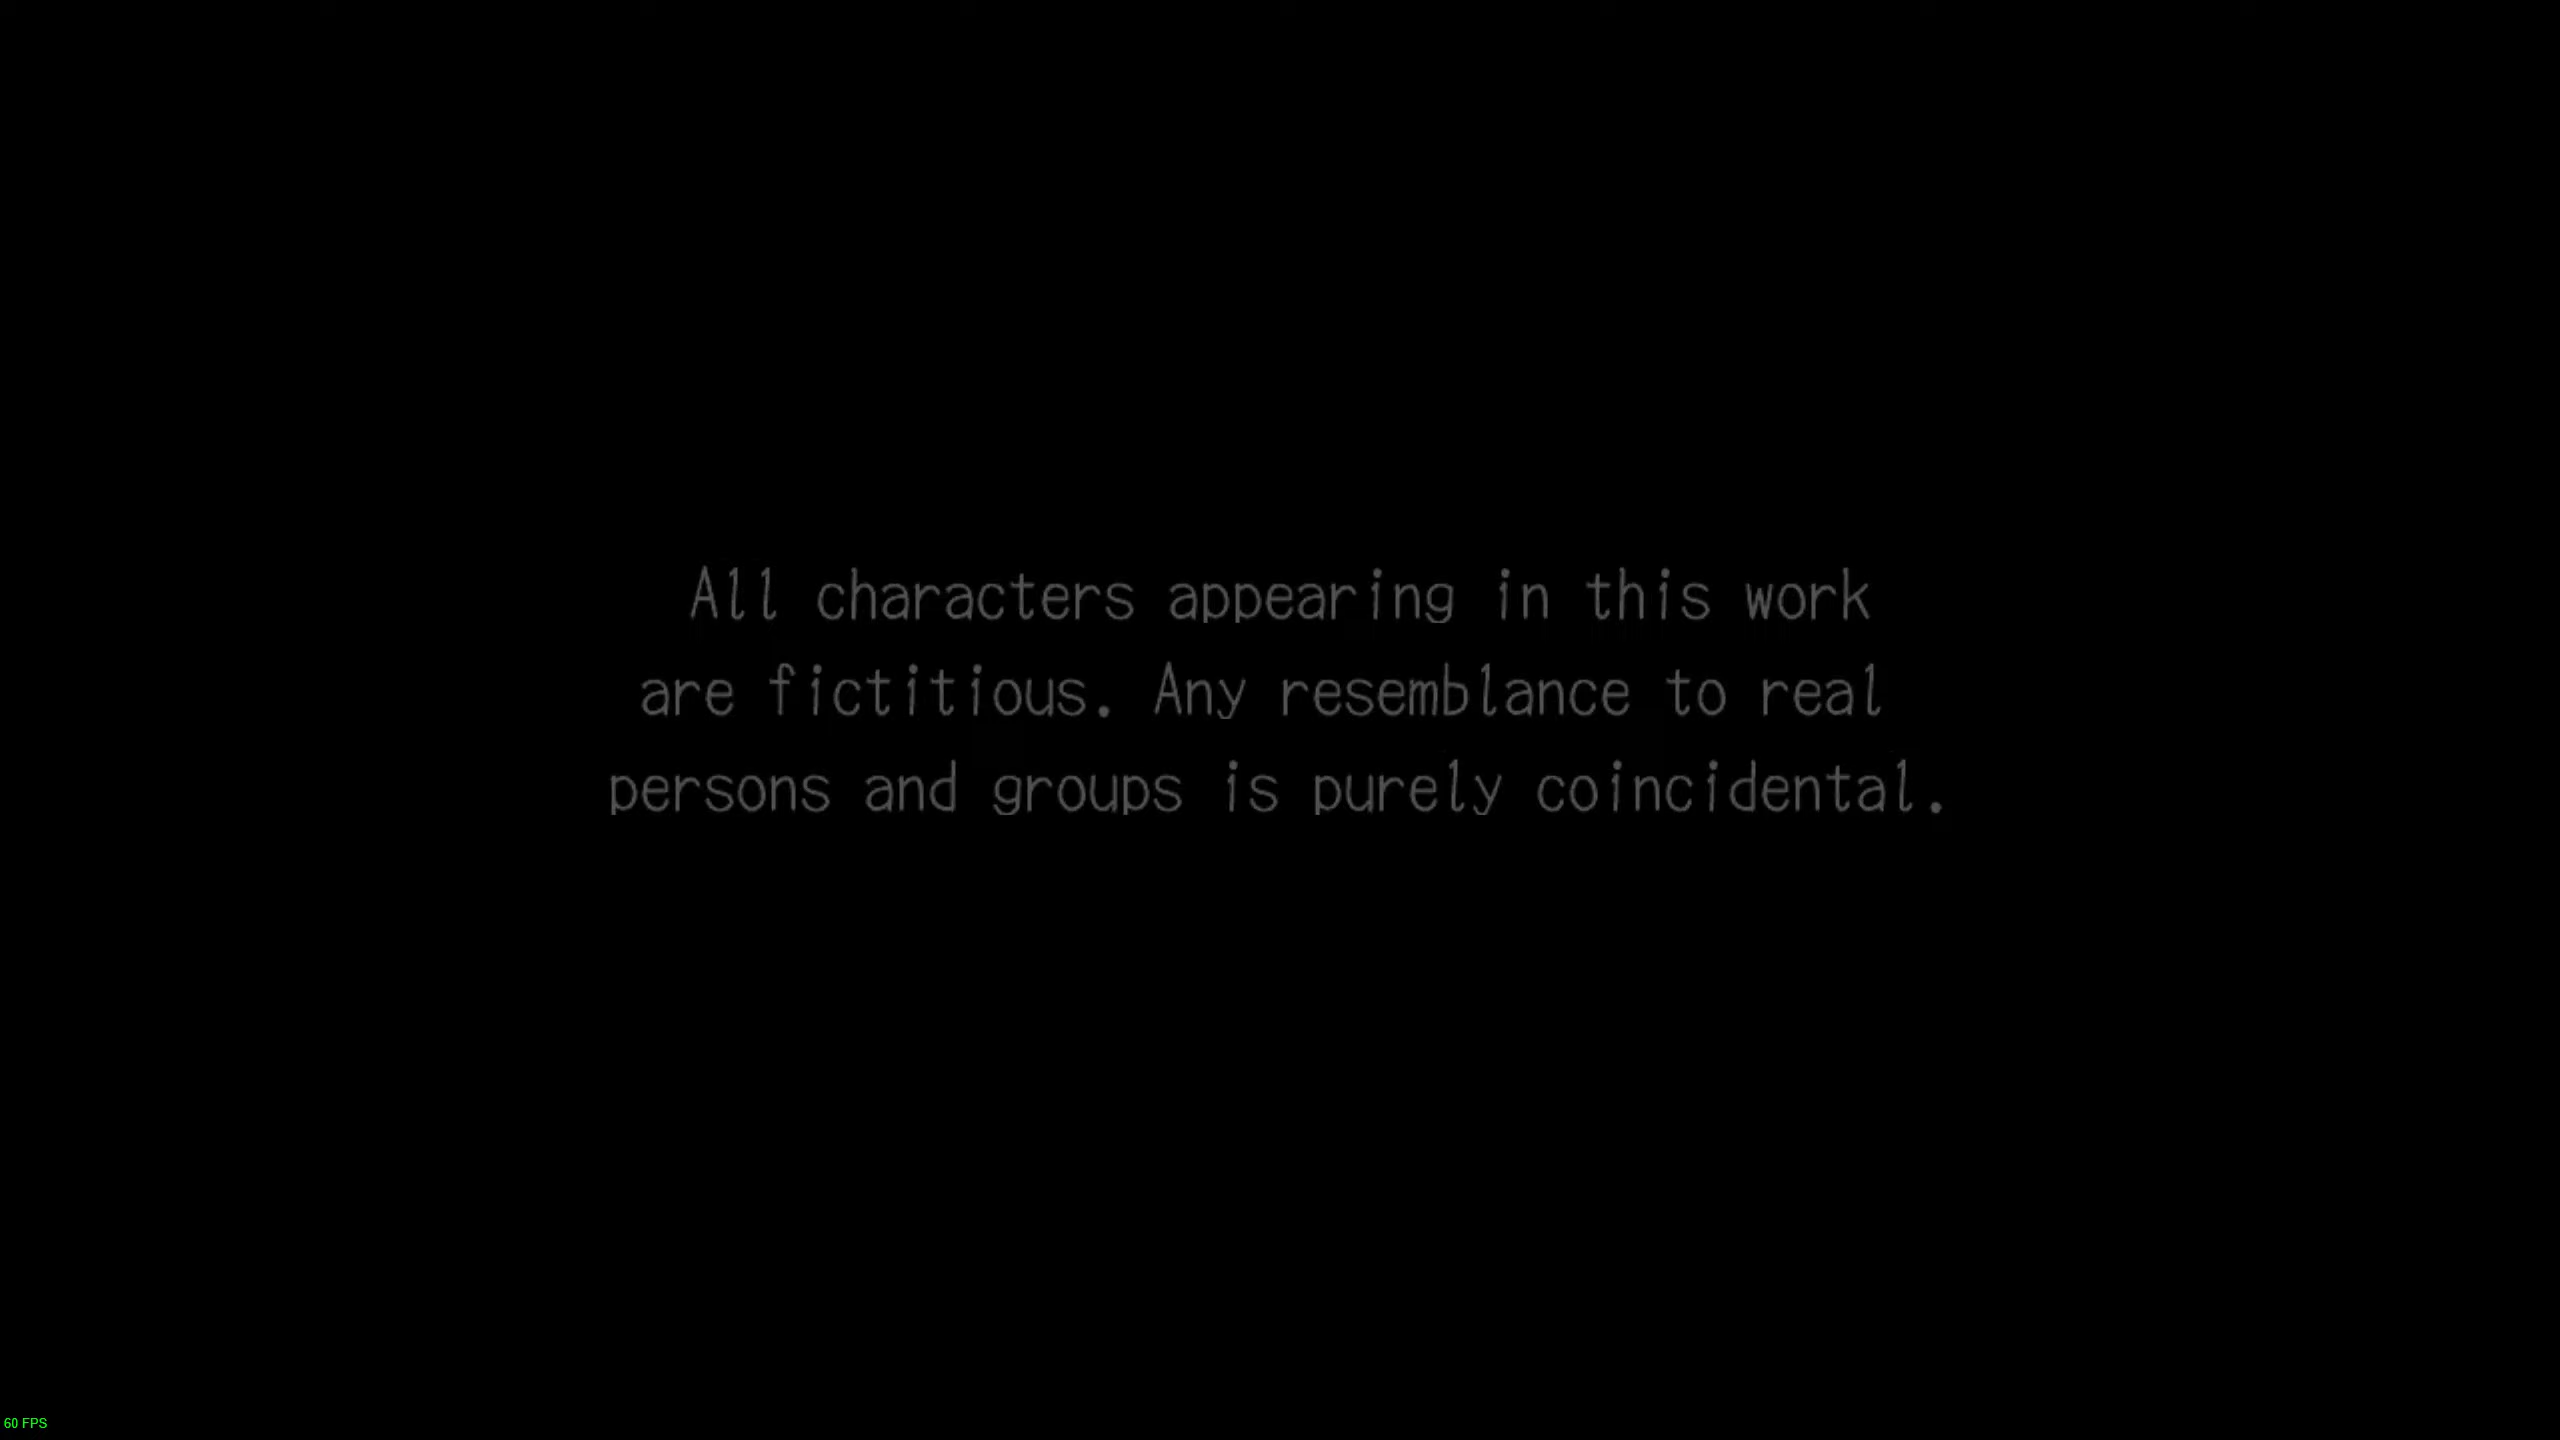 All characters appearing in this work
are fictitious. Any resemblance to real
persons and groups is purely coincidental.
60 FPS